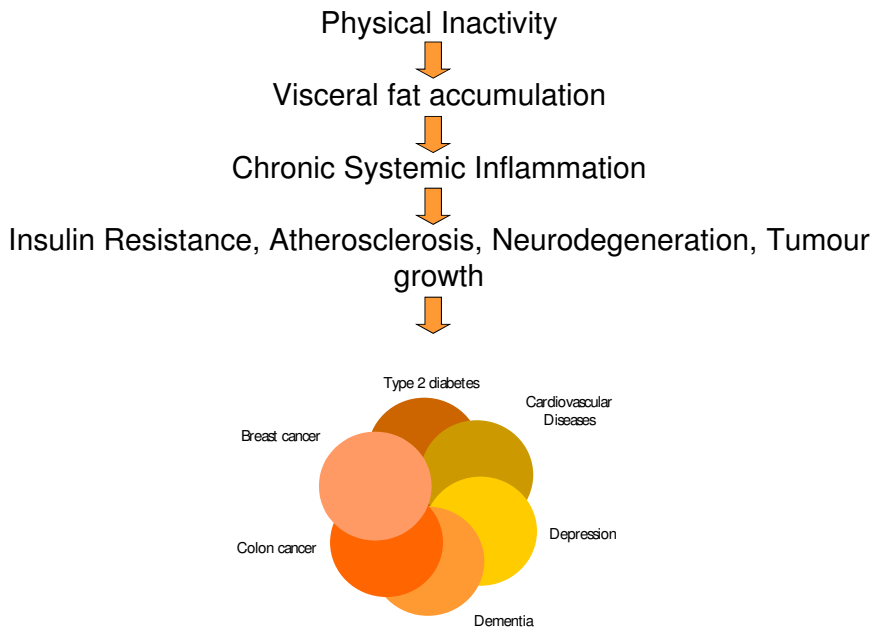 Physical Inactivity
Visceral fat accumulation
Chronic Systemic Inflammation
Insulin Resistance, Atherosclerosis, Neurodegeneration, Tumour
growth
Type 2 diabetes
Cardiovascular
Diseases
Breast cancer
Depression
Colon cancer
Dementia